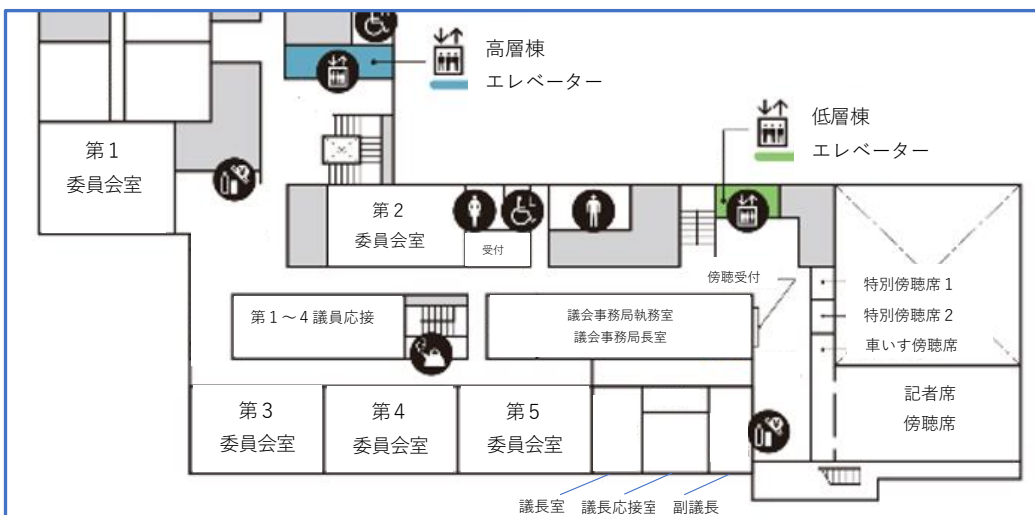 高層棟
エレベーター
低層棟
エレベーター
第1
委員会室
第2
委員会室
受付
傍聴受付
特別傍聴席1
特別傍聴席2
車いす傍聴席
第1～4議員応接
議会事務局執務室
議会事務局長室
記者席
傍聴席
第3
委員会室
第4
委員会室
第5
委員会室
議長室
議長応接室
副議長